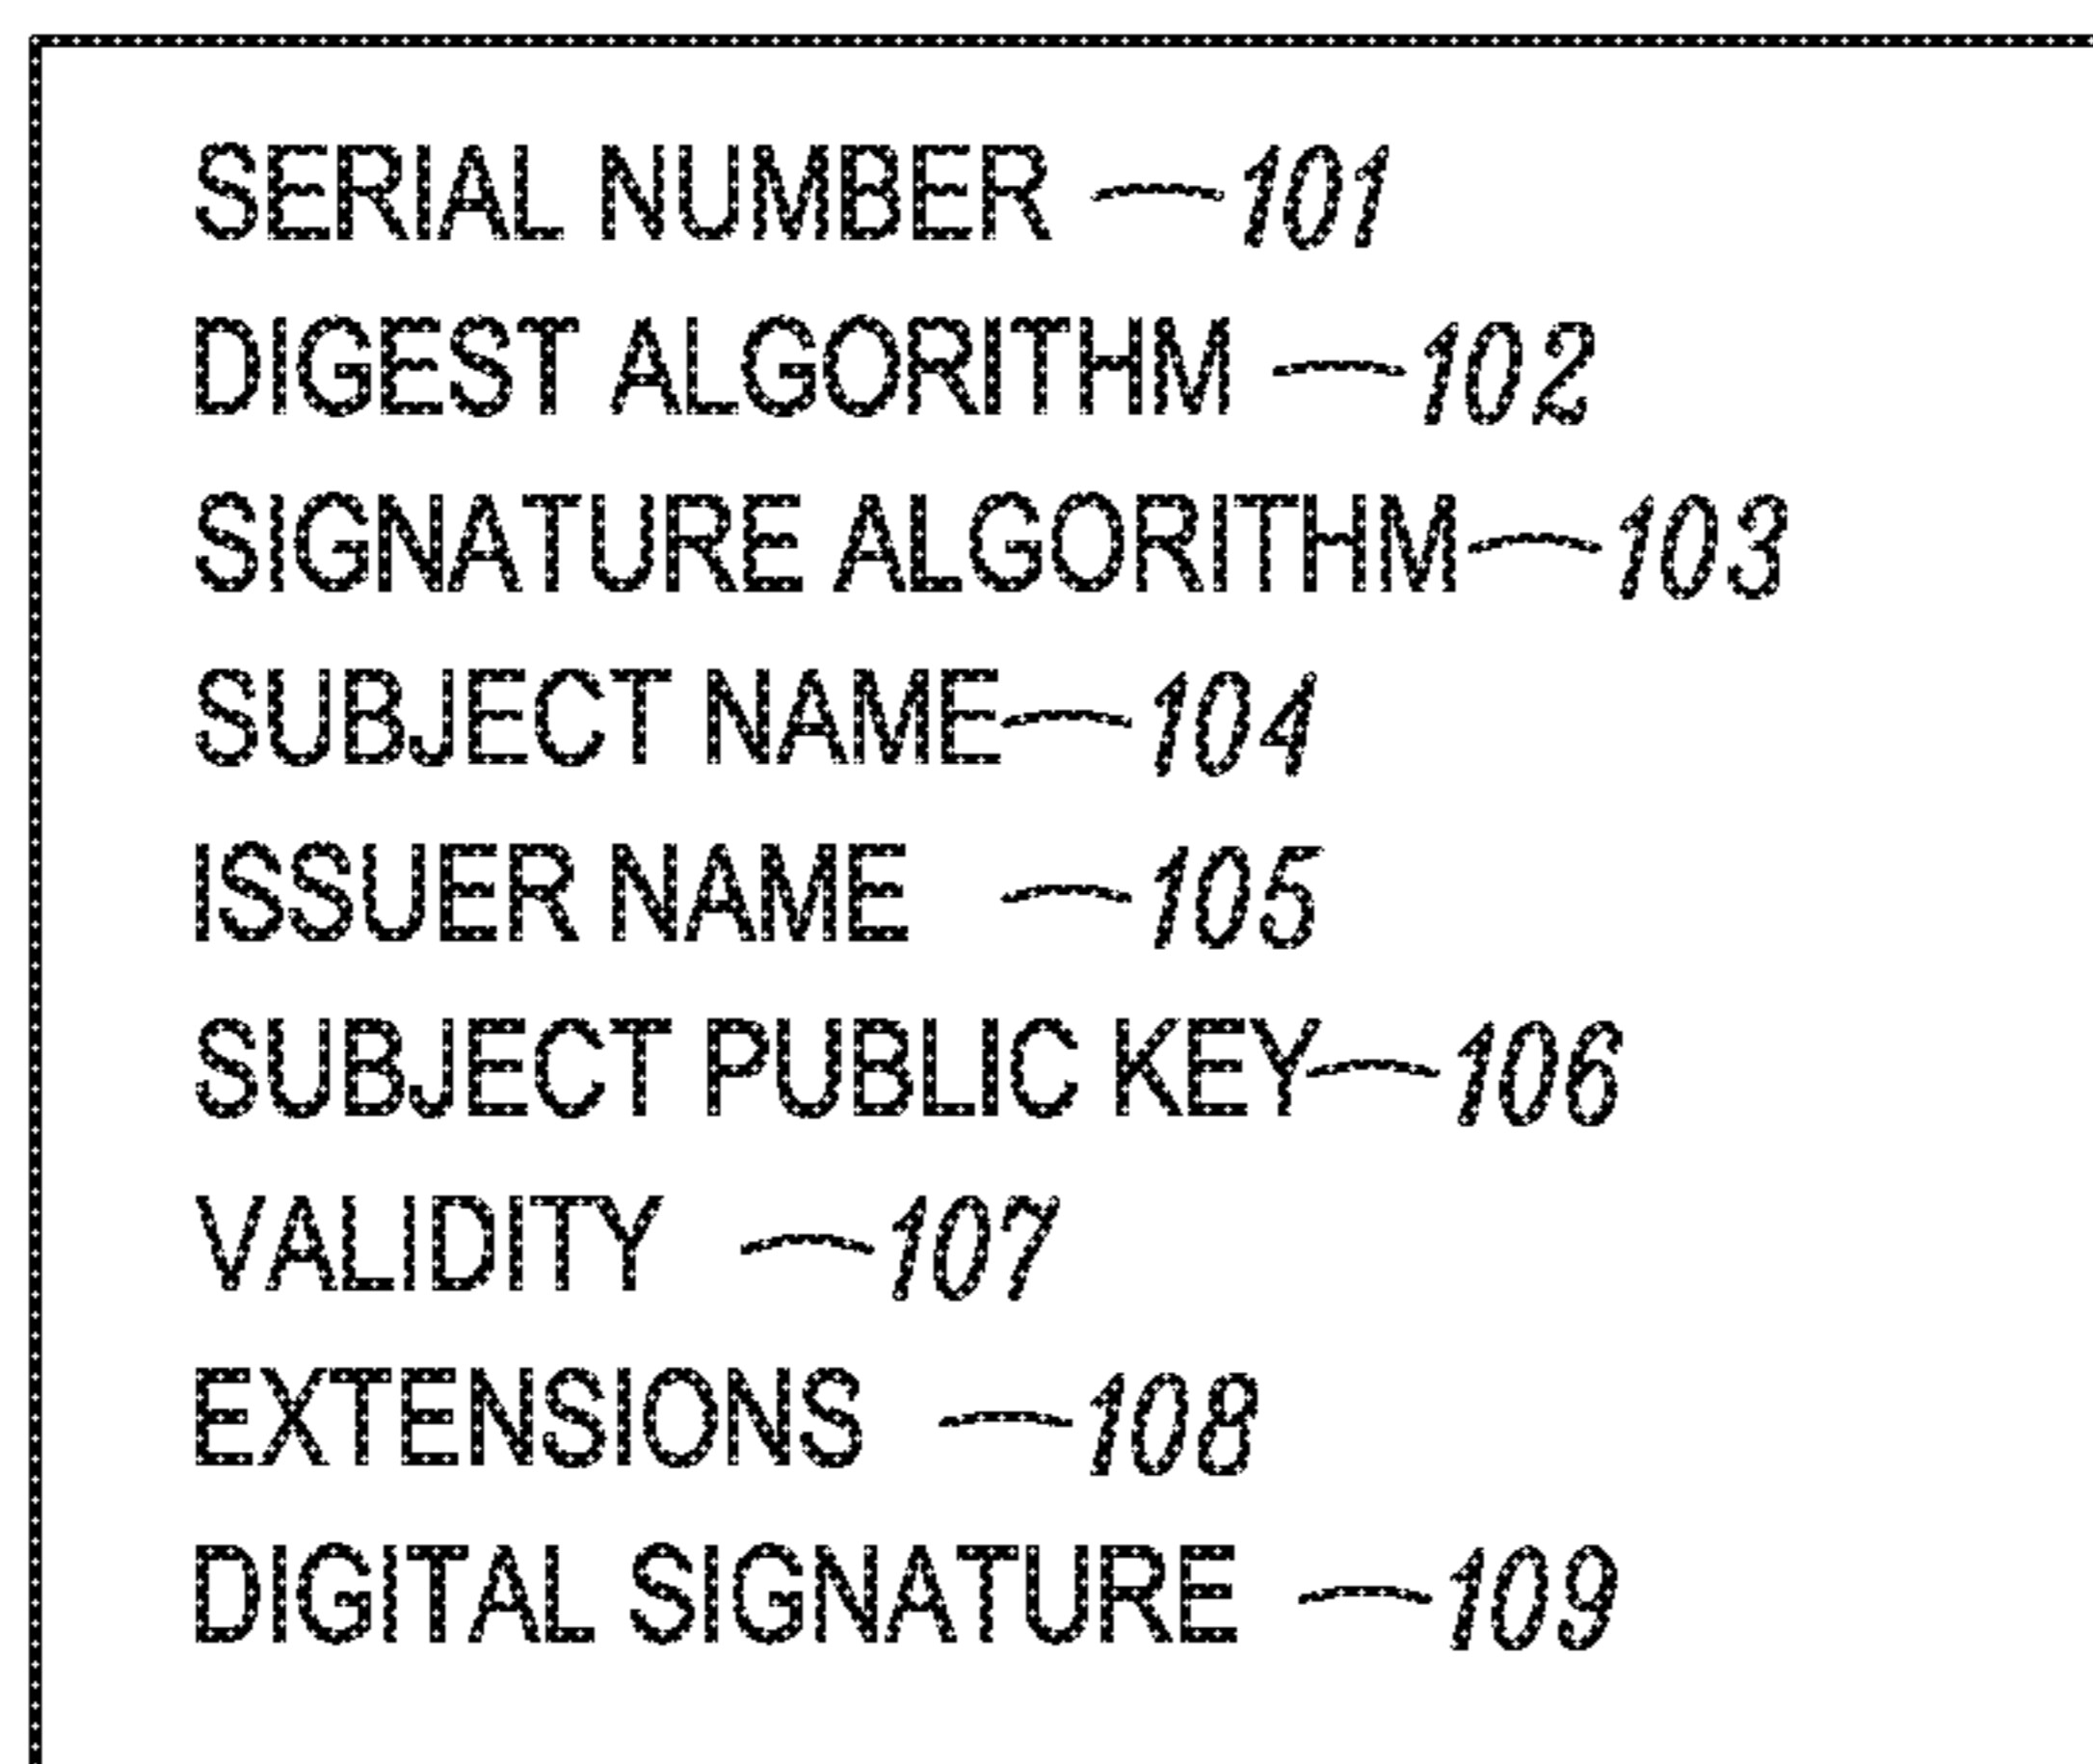 SERIAL NUMBER 101
DIGEST ALGORITHM 102
SIGNATURE ALGORITHM 103
SUBJECT NAME 104
ISSUER NAME 105
SUBJECT PUBLIC KEY 106
VALIDITY 107
EXTENSIONS 108
DIGITAL SIGNATURE 109